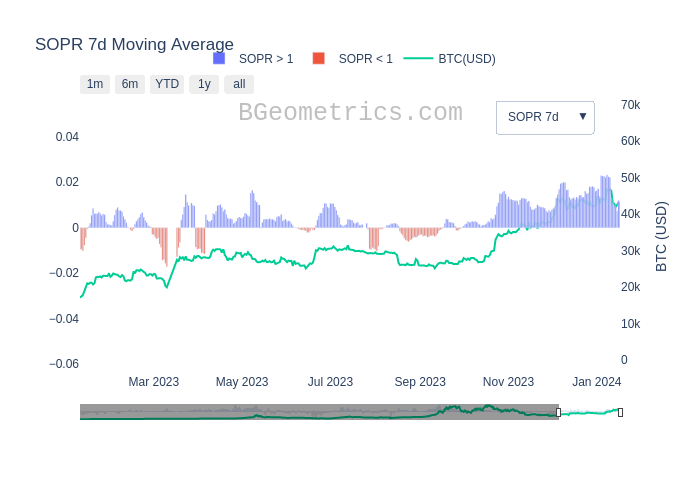 SOPR 7d Moving Average
SOPR > 1
SOPR < 1
BTC(USD)
1m 6m YTD 1y all
BGeometrics.com
SOPR 7d ▼
0.04
0.02
0
−0.02
−0.04
−0.06
70k
60k
50k
40k
30k
20k
10k
0
BTC (USD)
Mar 2023 May 2023 Jul 2023 Sep 2023 Nov 2023 Jan 2024